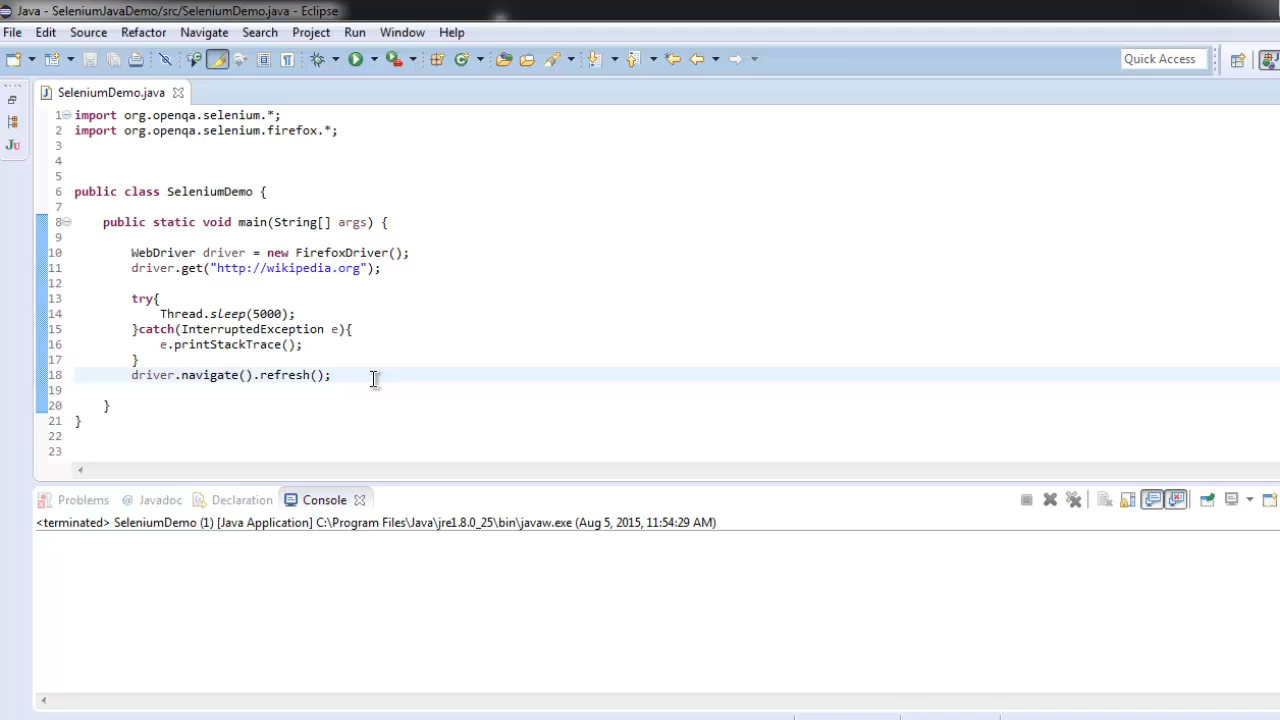 Java - SeleniumJavaDemo/src/SeleniumDemo.java - Eclipse
File Edit Source Refactor Navigate Search Project Run Window Help
Quick Access
SeleniumDemo.java
1 import org.openqa.selenium.*;
2 import org.openqa.selenium.firefox.*;
3
4
5
6 public class SeleniumDemo {
7
8 public static void main(String[] args) {
9
10 WebDriver driver = new FirefoxDriver();
11 driver.get("http://wikipedia.org");
12
13 try{
14 Thread.sleep(5000);
15 }catch(InterruptedException e){
16 e.printStackTrace();
17 }
18 driver.navigate().refresh();
19
20 }
21 }
22
23
Problems @ Javadoc Declaration Console
<terminated> SeleniumDemo (1) [Java Application] C:\Program Files\Java\jre1.8.0_25\bin\javaw.exe (Aug 5, 2015, 11:54:29 AM)